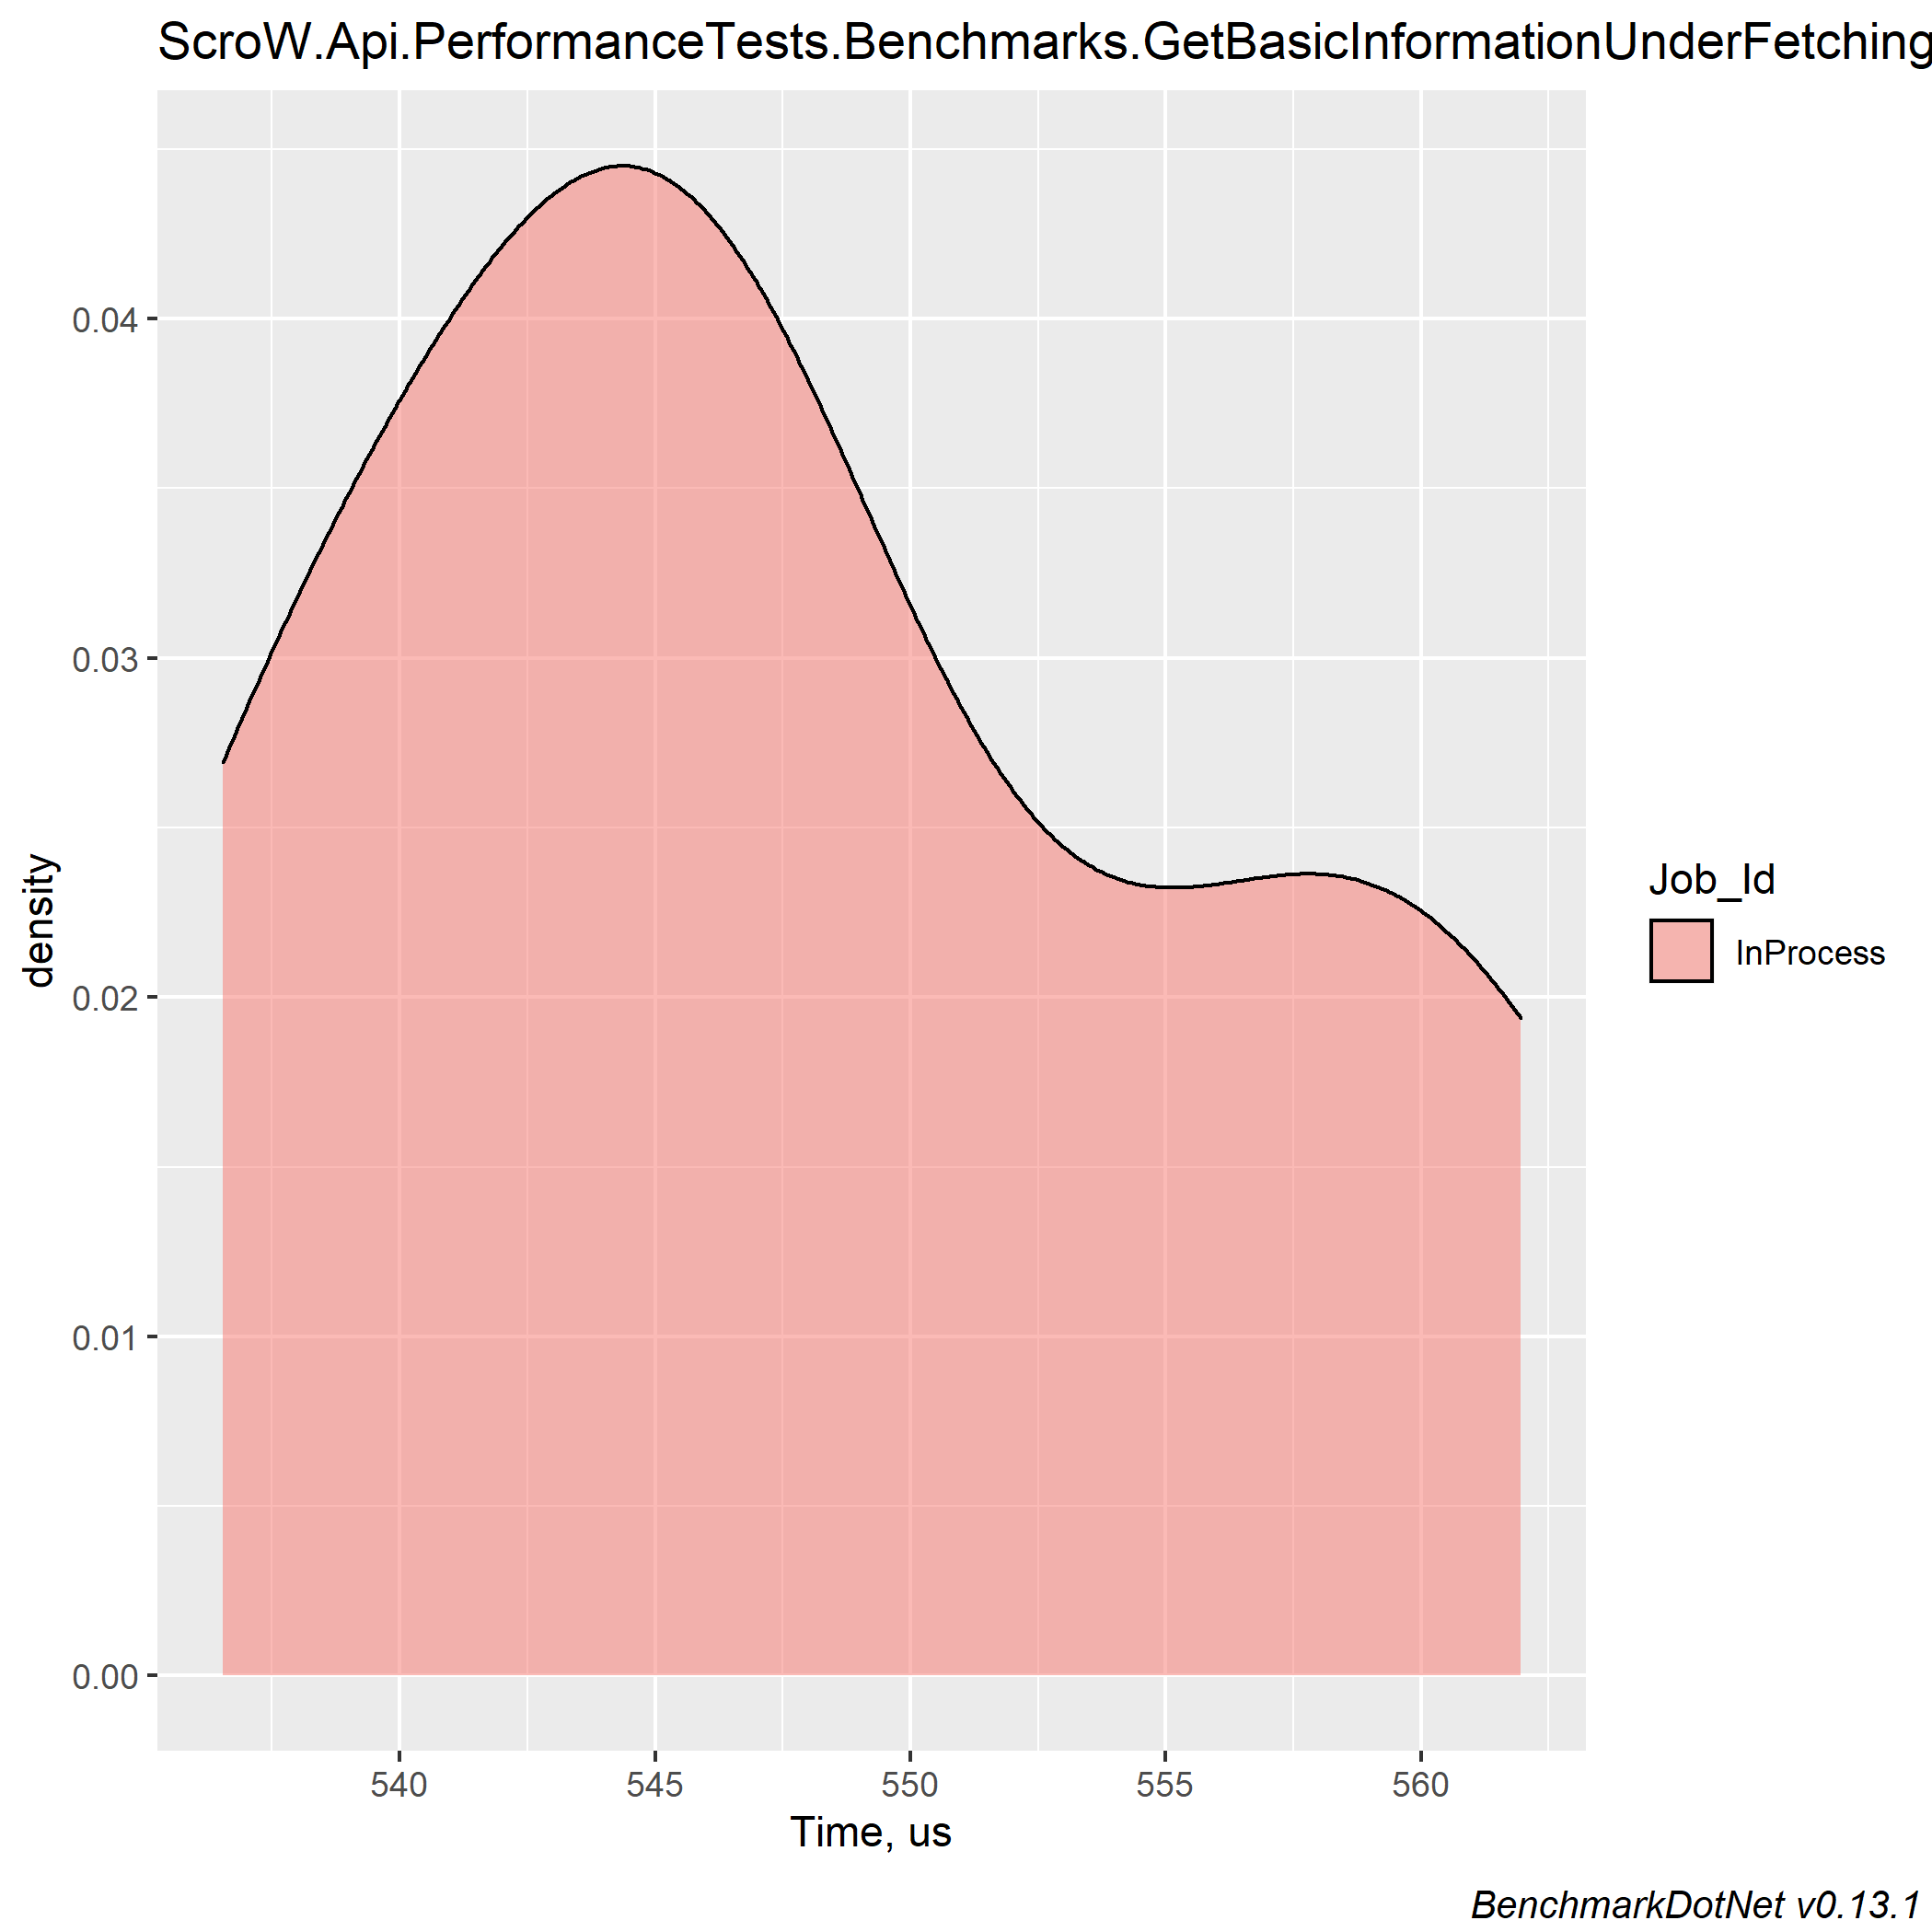 ScroW.Api.PerformanceTests.Benchmarks.GetBasicInformationUnderFetching
0.04
0.03
0.02
0.01
0.00
density
540 545 550 555 560
Time, us
Job_Id
InProcess
BenchmarkDotNet v0.13.1